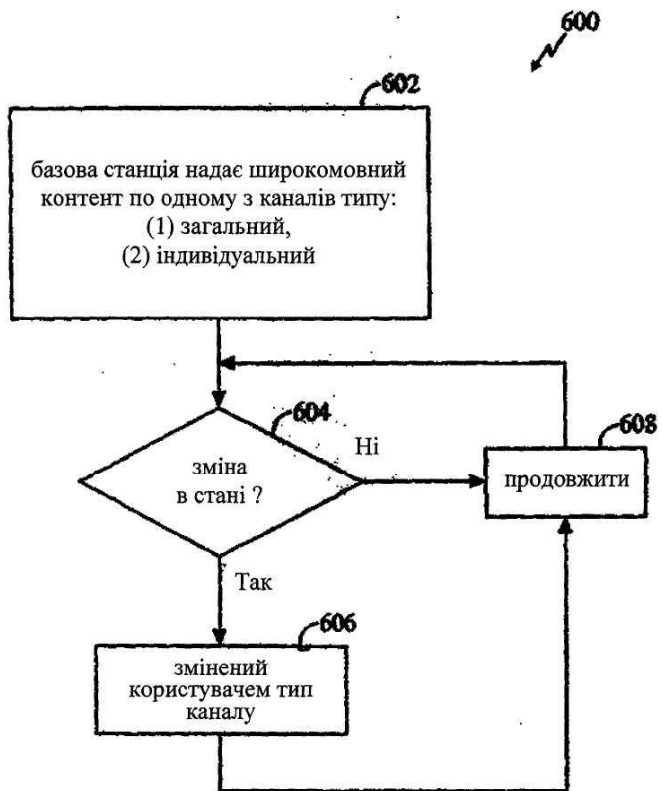 600
602
базова станція надає широкомовний
контент по одному з каналів типу:
(1) загальний,
(2) індивідуальний
604
Ні
608
зміна
в стані ?
продовжити
Так
606
змінений
користувачем тип
каналу